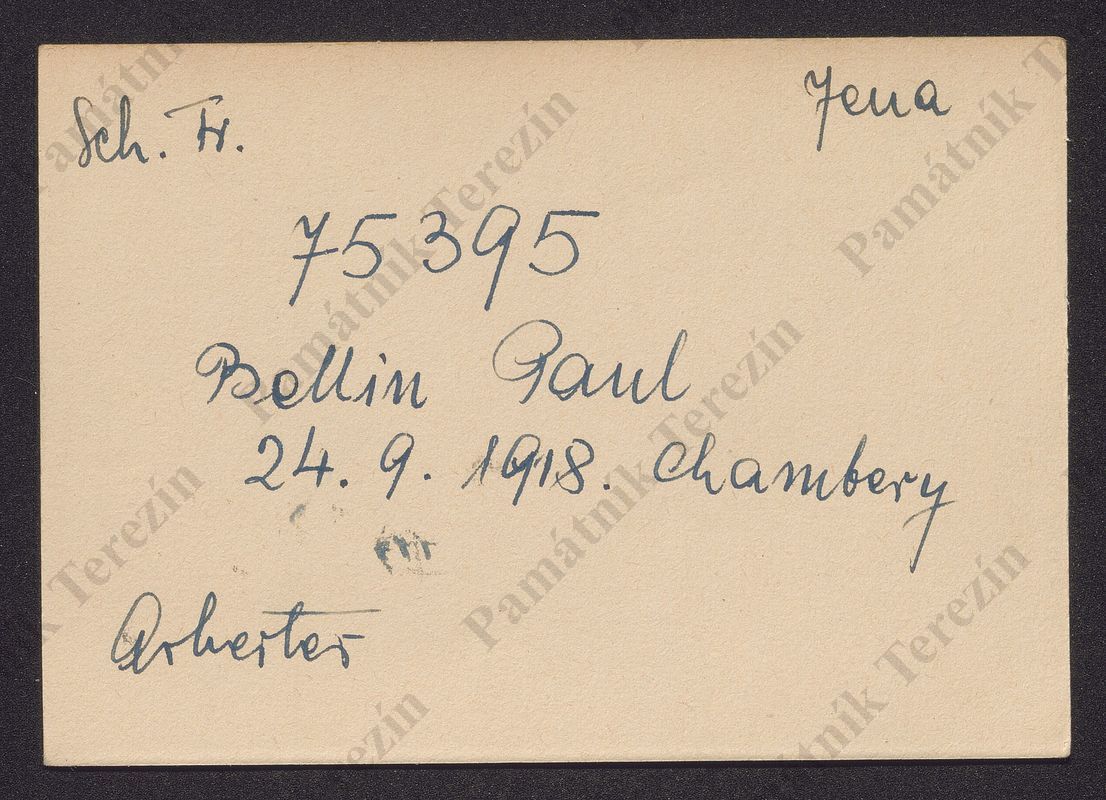 Sch. Fr. Jena
75395
Bellin Paul
24. 9. 1918. Chambery
Arbeiter
Památník Terezín